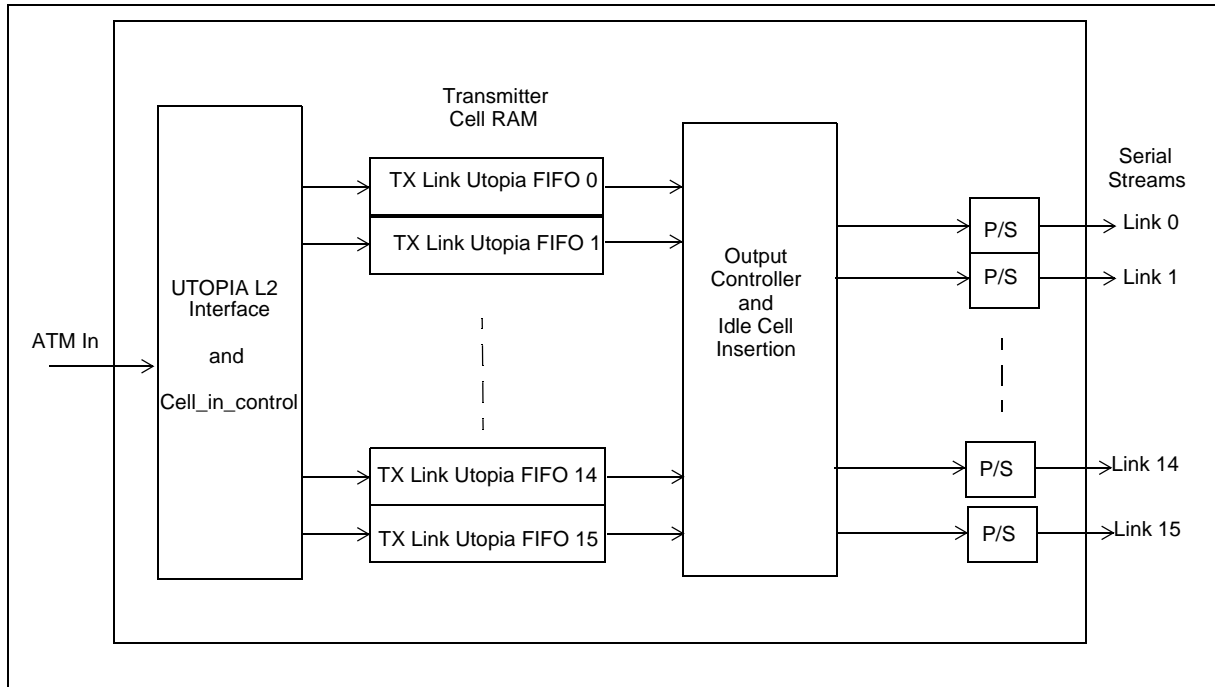 Transmitter
Cell RAM
Serial
Streams
TX Link Utopia FIFO 0
TX Link Utopia FIFO 1
P/S
Link 0
P/S
Link 1
UTOPIA L2
Interface
and
Cell_in_control
Output
Controller
and
Idle Cell
Insertion
ATM In
TX Link Utopia FIFO 14
P/S
Link 14
TX Link Utopia FIFO 15
P/S
Link 15